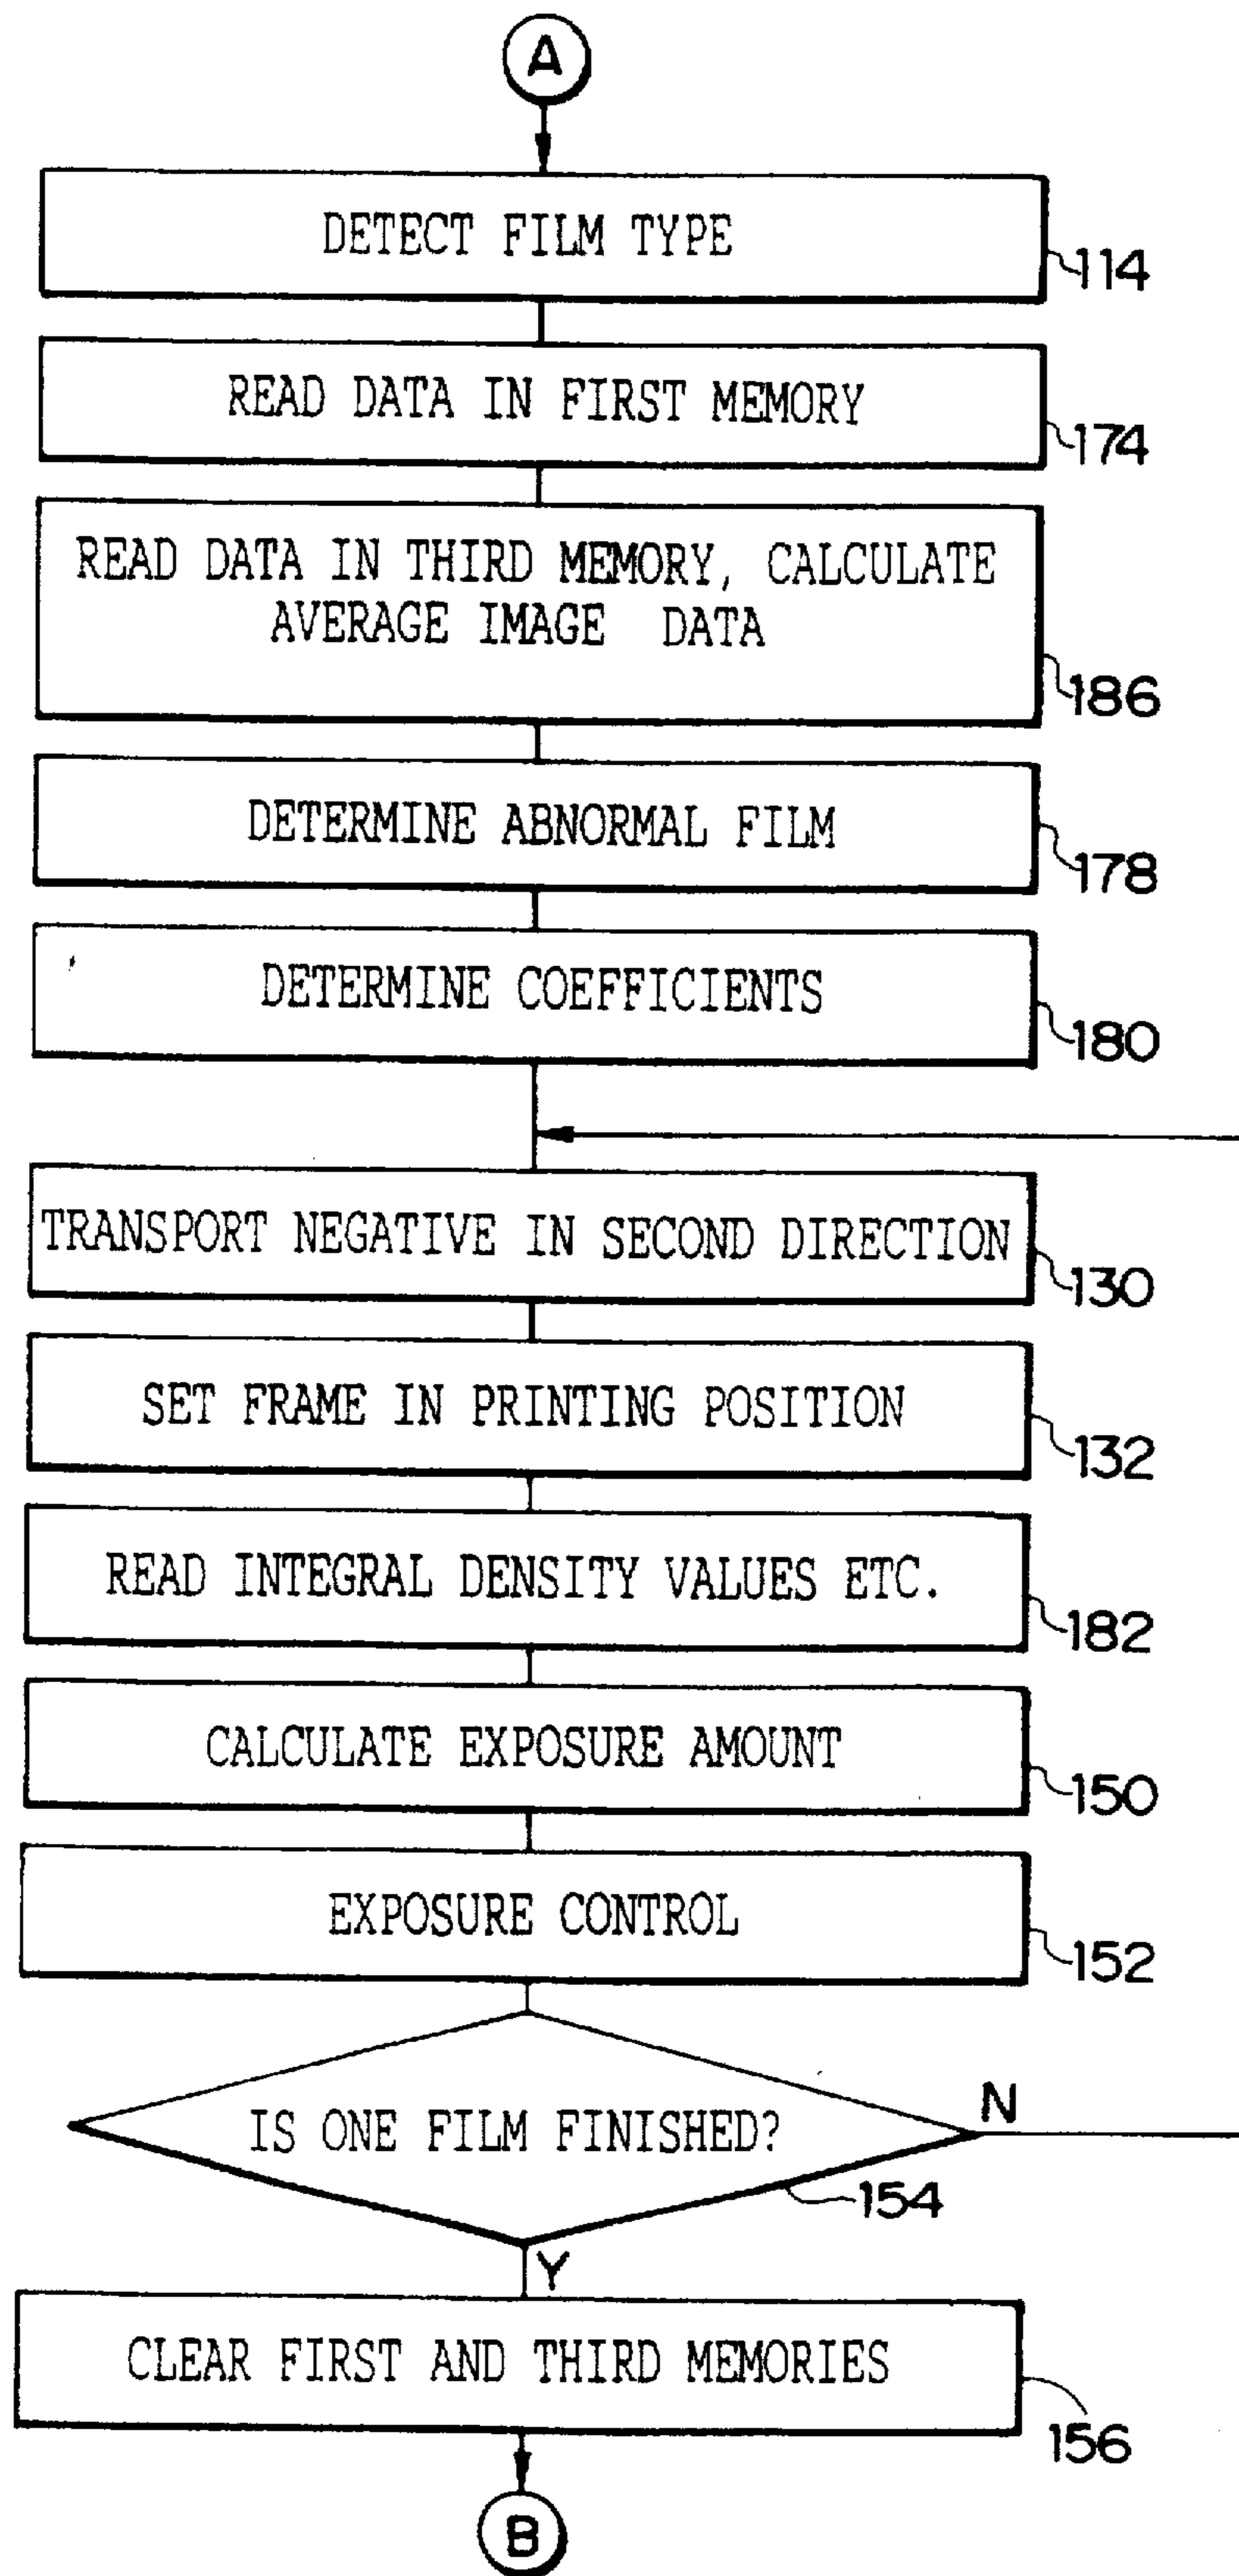 A
DETECT FILM TYPE
114
READ DATA IN FIRST MEMORY
174
READ DATA IN THIRD MEMORY, CALCULATE
AVERAGE IMAGE DATA
186
DETERMINE ABNORMAL FILM
178
DETERMINE COEFFICIENTS
180
TRANSPORT NEGATIVE IN SECOND DIRECTION
130
SET FRAME IN PRINTING POSITION
132
READ INTEGRAL DENSITY VALUES ETC.
182
CALCULATE EXPOSURE AMOUNT
150
EXPOSURE CONTROL
152
IS ONE FILM FINISHED?
N
154
Y
CLEAR FIRST AND THIRD MEMORIES
156
B